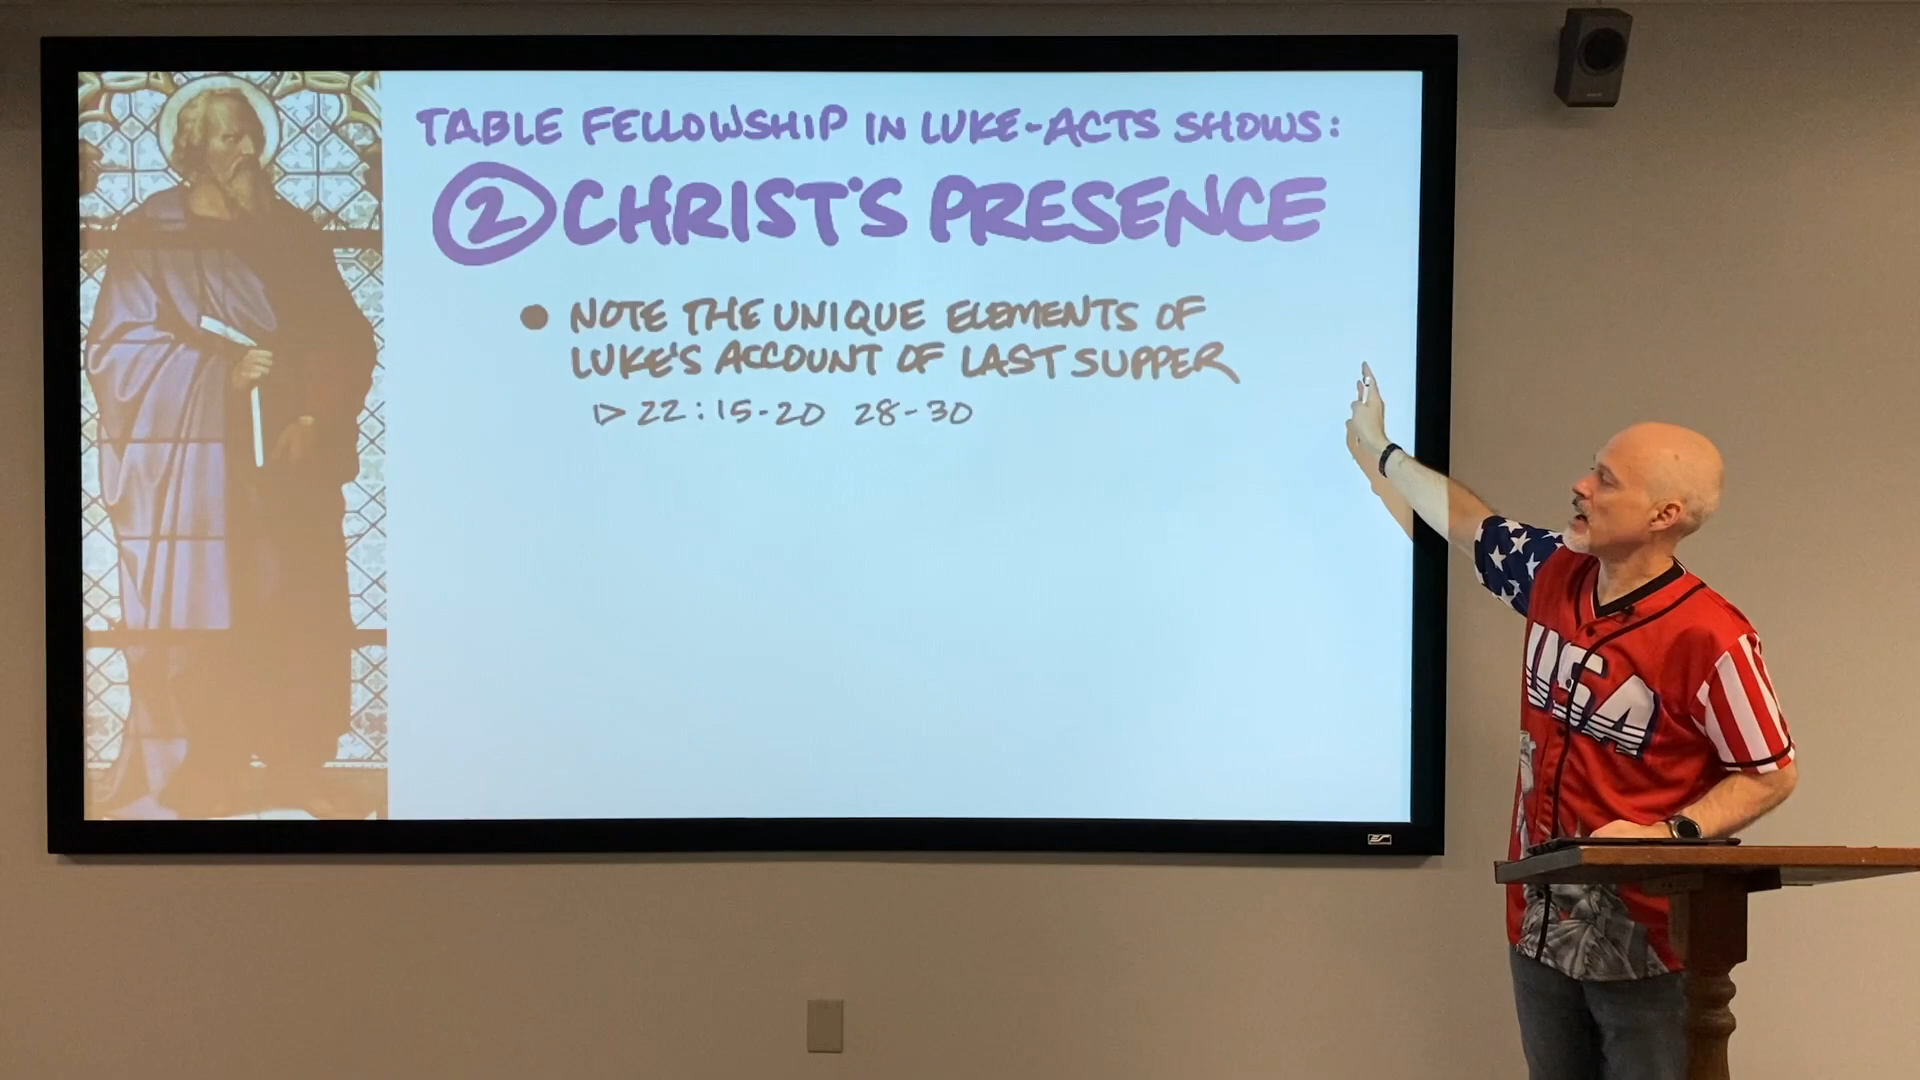 TABLE FELLOWSHIP IN LUKE-ACTS SHOWS:
② CHRIST'S PRESENCE
● NOTE THE UNIQUE ELEMENTS OF
LUKE'S ACCOUNT OF LAST SUPPER
▷ 22:15-20 28-30
USA